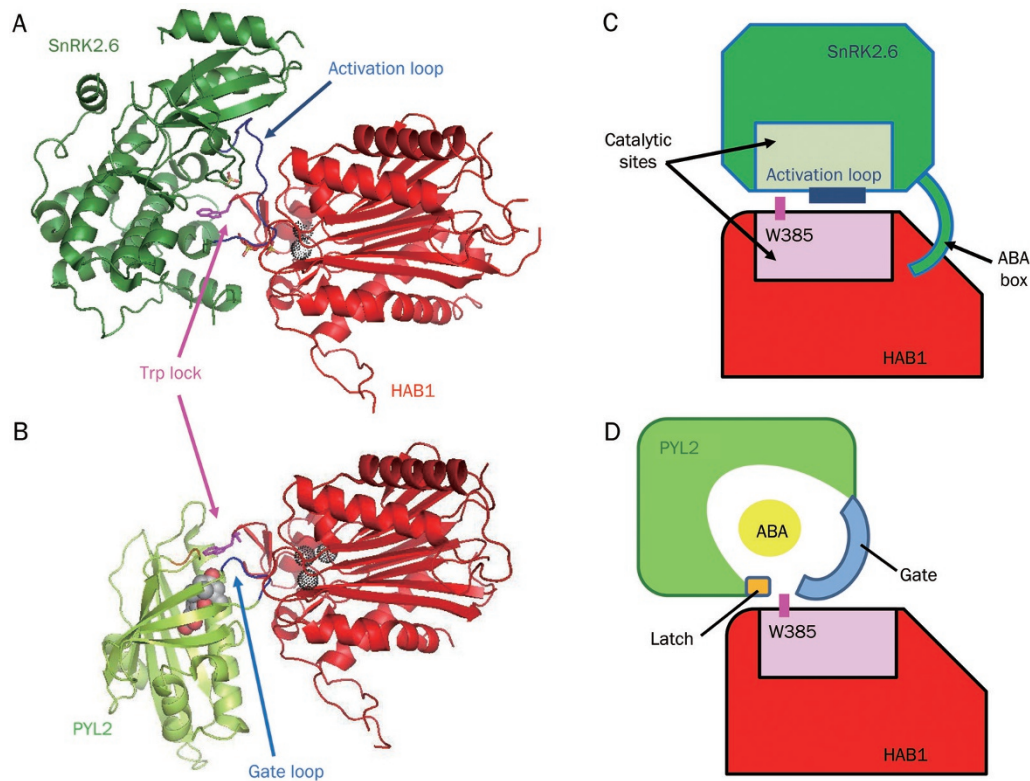 A
SnRK2.6
Activation loop
Trp lock
HAB1
B
PYL2
Gate loop
C
SnRK2.6
Catalytic
sites
Activation loop
W385
ABA
box
HAB1
D
PYL2
ABA
Gate
Latch
W385
HAB1